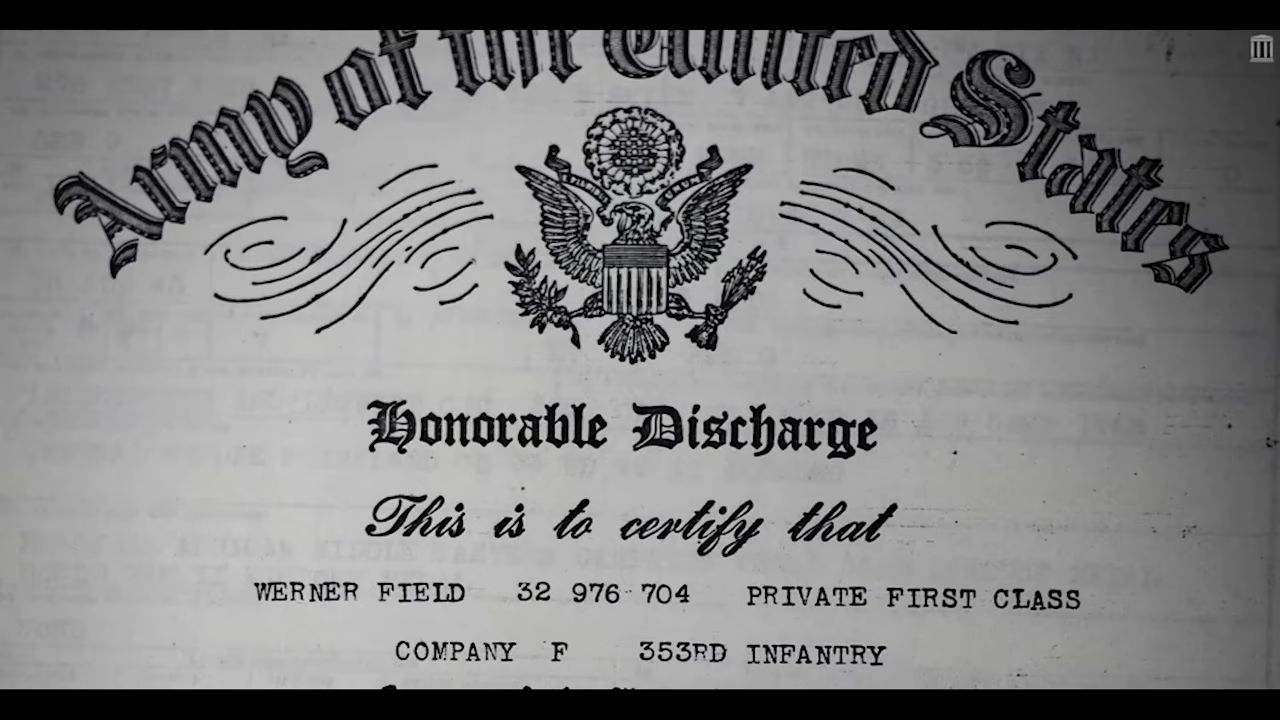 Army of the United States
Honorable Discharge
This is to certify that
WERNER FIELD 32 976 704 PRIVATE FIRST CLASS
COMPANY F 353RD INFANTRY